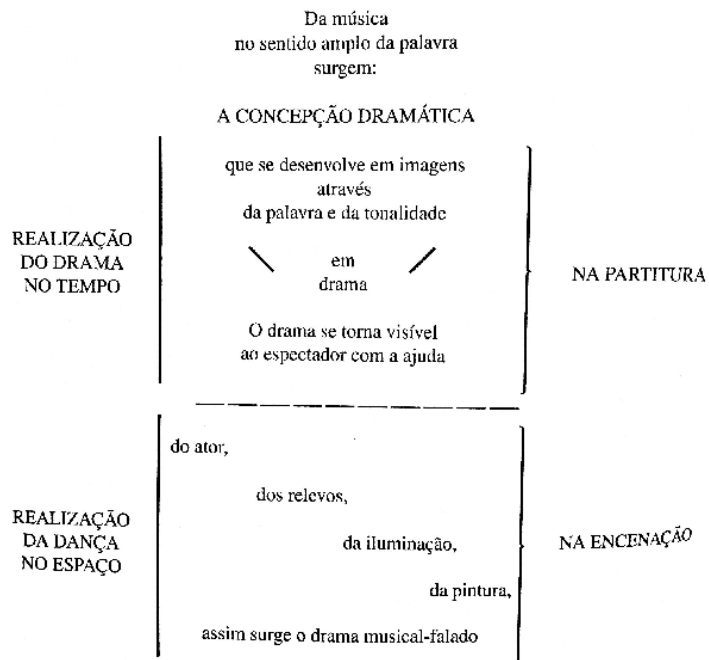 Da música
no sentido amplo da palavra
surgem:
A CONCEPÇÃO DRAMÁTICA
que se desenvolve em imagens
através
da palavra e da tonalidade
REALIZAÇÃO
DO DRAMA
NO TEMPO
em
drama
NA PARTITURA
O drama se torna visível
ao espectador com a ajuda
do ator,
dos relevos,
REALIZAÇÃO
DA DANÇA
NO ESPAÇO
da iluminação,
NA ENCENAÇÃO
da pintura,
assim surge o drama musical-falado